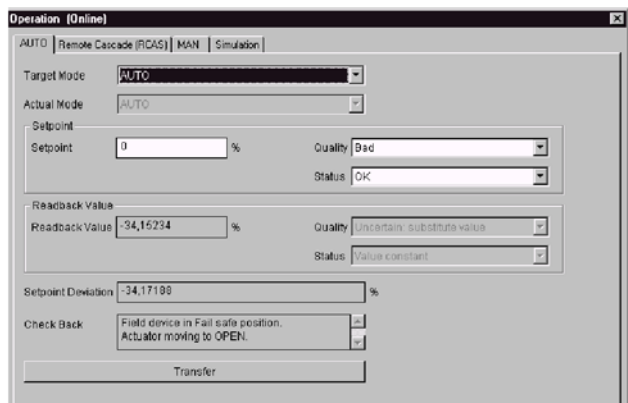 Operation (Online)
AUTO Remote Cascade (RCAS) MAN Simulation
Target Mode AUTO
Actual Mode AUTO
Setpoint
Setpoint 0 % Quality Bad
Status OK
Readback Value
Readback Value -34,15234 % Quality Uncertain: substitute value
Status Value constant
Setpoint Deviation -34,17188 %
Check Back Field device in Fail safe position.
Actuator moving to OPEN.
Transfer